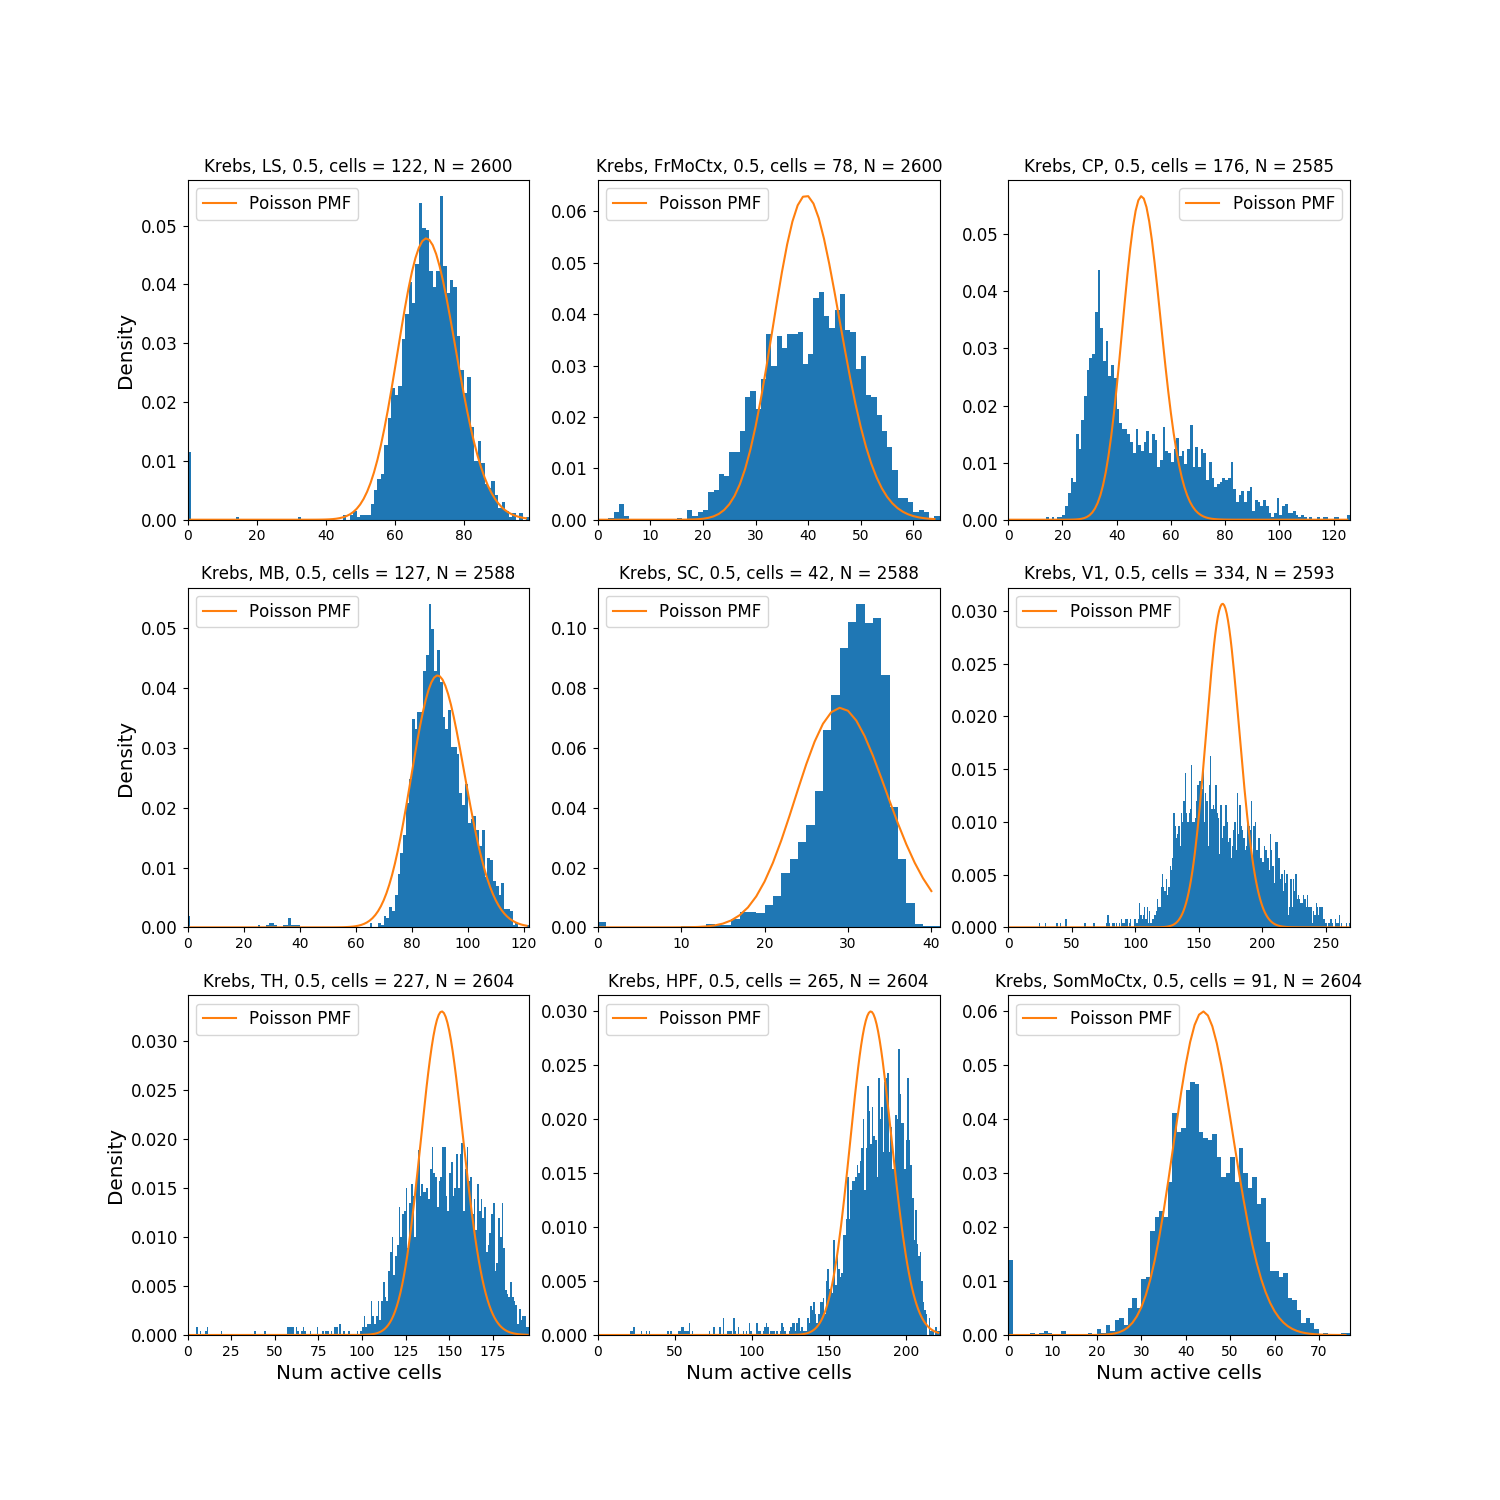 Krebs, LS, 0.5, cells = 122, N = 2600
Krebs, FrMoCtx, 0.5, cells = 78, N = 2600
Krebs, CP, 0.5, cells = 176, N = 2585
Poisson PMF
Poisson PMF
Poisson PMF
Density
0.05
0.04
0.03
0.02
0.01
0.00
0 20 40 60 80
0.06
0.05
0.04
0.03
0.02
0.01
0.00
0 10 20 30 40 50 60
0.05
0.04
0.03
0.02
0.01
0.00
0 20 40 60 80 100 120
Krebs, MB, 0.5, cells = 127, N = 2588
Krebs, SC, 0.5, cells = 42, N = 2588
Krebs, V1, 0.5, cells = 334, N = 2593
Poisson PMF
Poisson PMF
Poisson PMF
Density
0.05
0.04
0.03
0.02
0.01
0.00
0 20 40 60 80 100 120
0.10
0.08
0.06
0.04
0.02
0.00
0 10 20 30 40
0.030
0.025
0.020
0.015
0.010
0.005
0.000
0 50 100 150 200 250
Krebs, TH, 0.5, cells = 227, N = 2604
Krebs, HPF, 0.5, cells = 265, N = 2604
Krebs, SomMoCtx, 0.5, cells = 91, N = 2604
Poisson PMF
Poisson PMF
Poisson PMF
Density
0.030
0.025
0.020
0.015
0.010
0.005
0.000
0 25 50 75 100 125 150 175
Num active cells
0.030
0.025
0.020
0.015
0.010
0.005
0.000
0 50 100 150 200
Num active cells
0.06
0.05
0.04
0.03
0.02
0.01
0.00
0 10 20 30 40 50 60 70
Num active cells